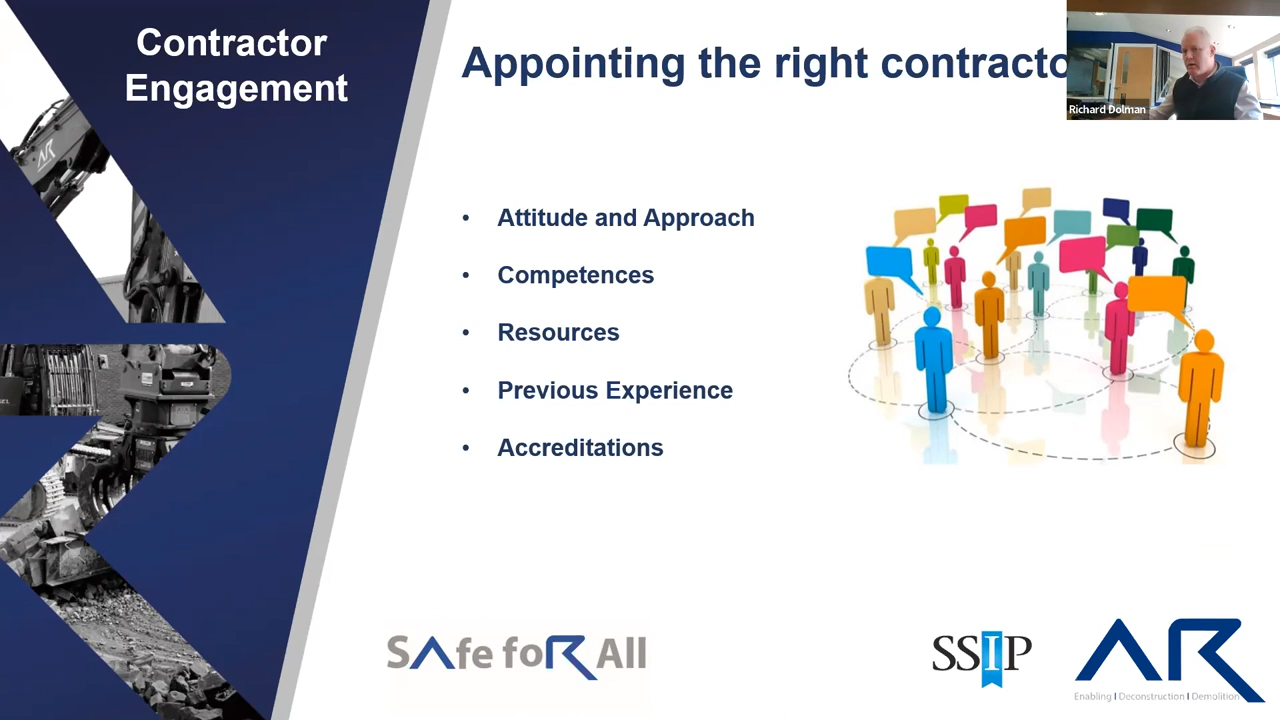 Contractor
Engagement
Appointing the right contracto
Richard Dolman
• Attitude and Approach
• Competences
• Resources
• Previous Experience
• Accreditations
AR
SAfe foR All
SSIP
AR
Enabling | Deconstruction | Demolition